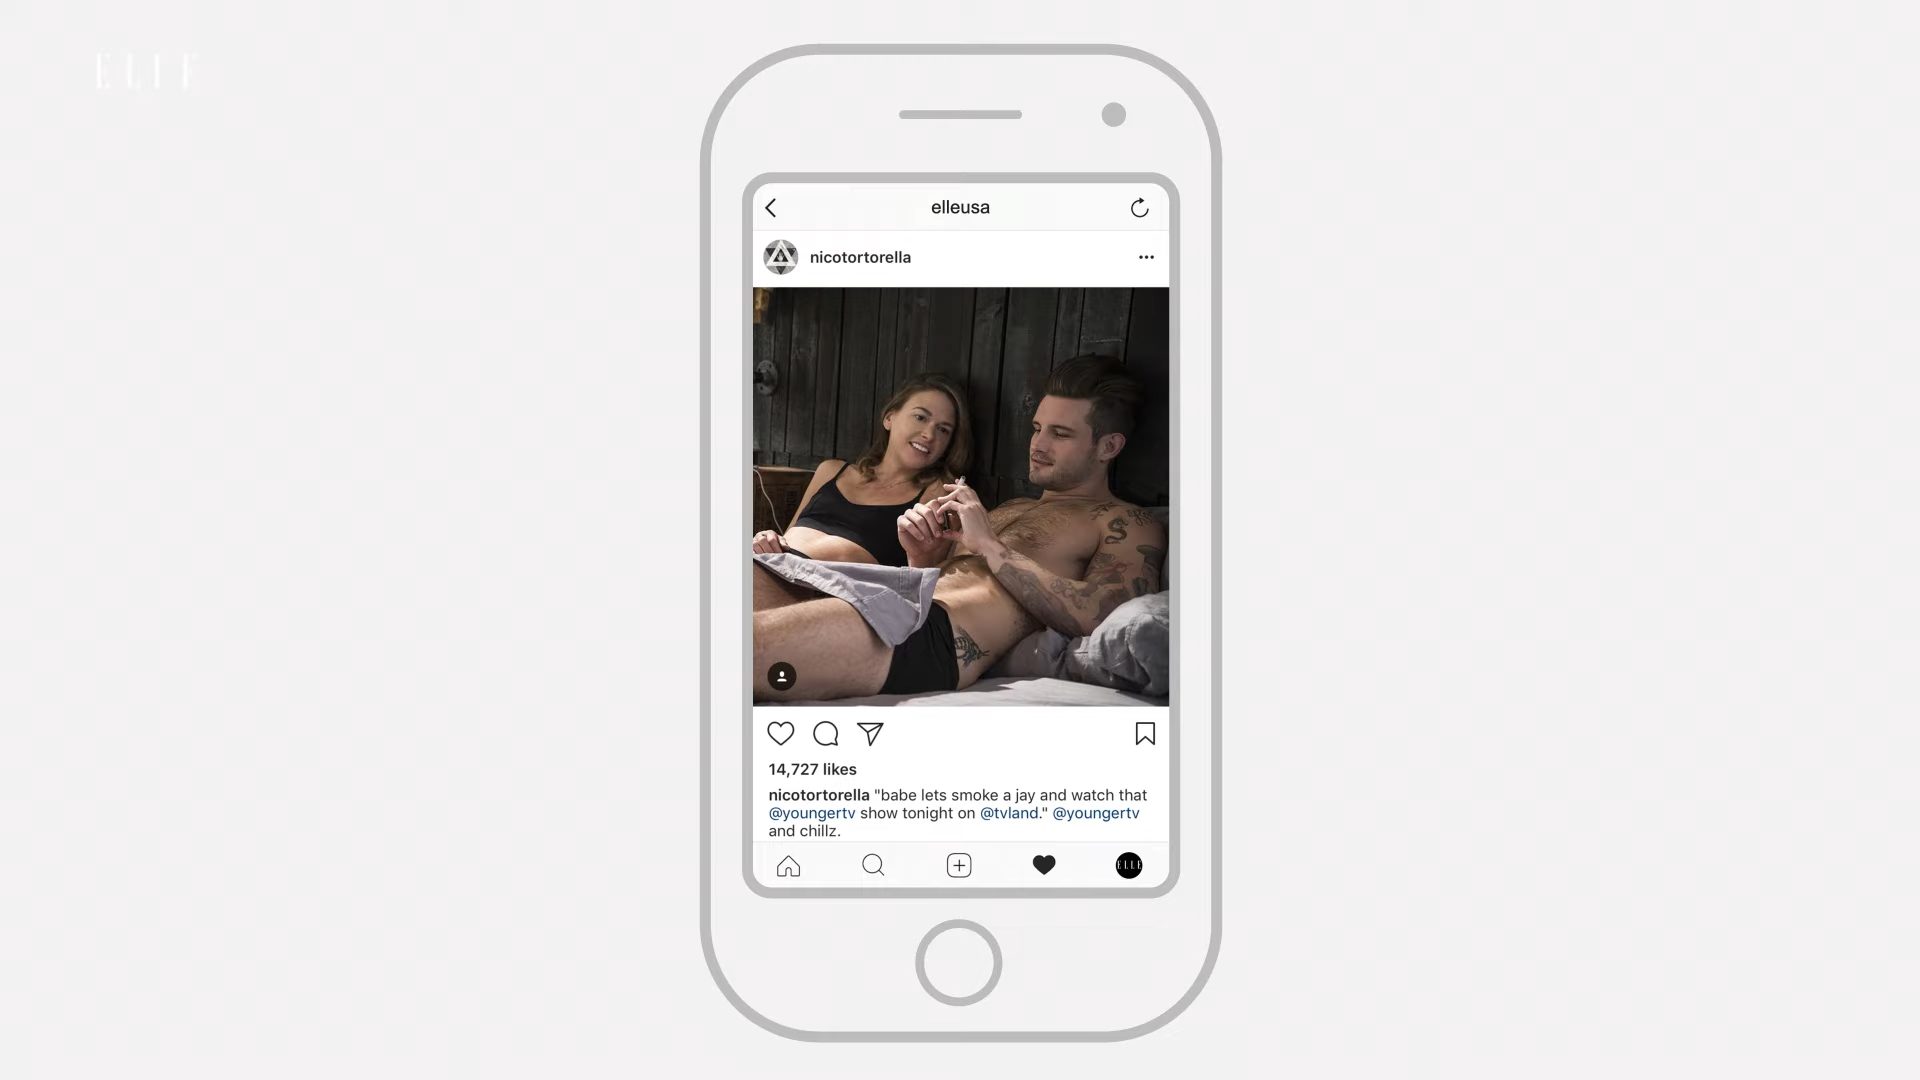 ELLE
elleusa
nicotortorella
14,727 likes
nicotortorella "babe lets smoke a jay and watch that
@youngertv show tonight on @tvland." @youngertv
and chillz.
ELLE